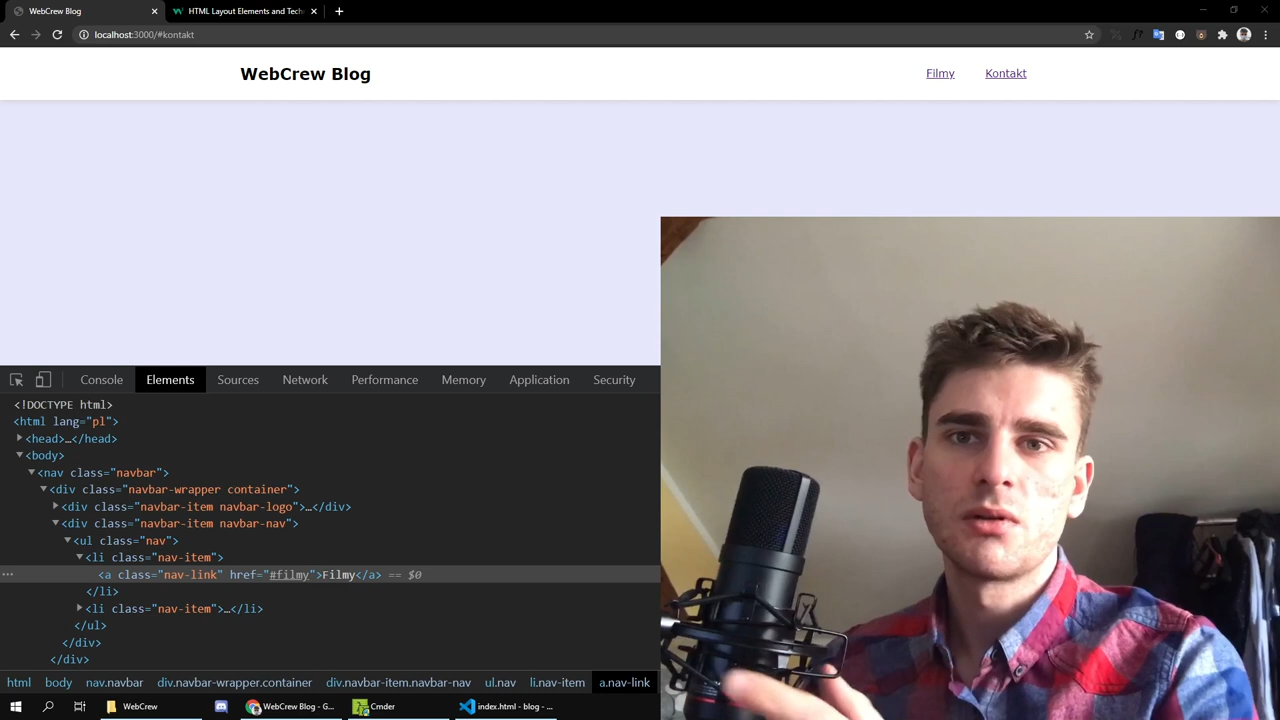 WebCrew Blog
HTML Layout Elements and Tech
localhost:3000/#kontakt
WebCrew Blog
Filmy
Kontakt
Console
Elements
Sources
Network
Performance
Memory
Application
Security
<!DOCTYPE html>
<html lang="pl">
<head>…</head>
<body>
<nav class="navbar">
<div class="navbar-wrapper container">
<div class="navbar-item navbar-logo">…</div>
<div class="navbar-item navbar-nav">
<ul class="nav">
<li class="nav-item">
<a class="nav-link" href="#filmy">Filmy</a> == $0
</li>
<li class="nav-item">…</li>
</ul>
</div>
</div>
html
body
nav.navbar
div.navbar-wrapper.container
div.navbar-item.navbar-nav
ul.nav
li.nav-item
a.nav-link
WebCrew
WebCrew Blog - G...
Cmder
index.html - blog - ...